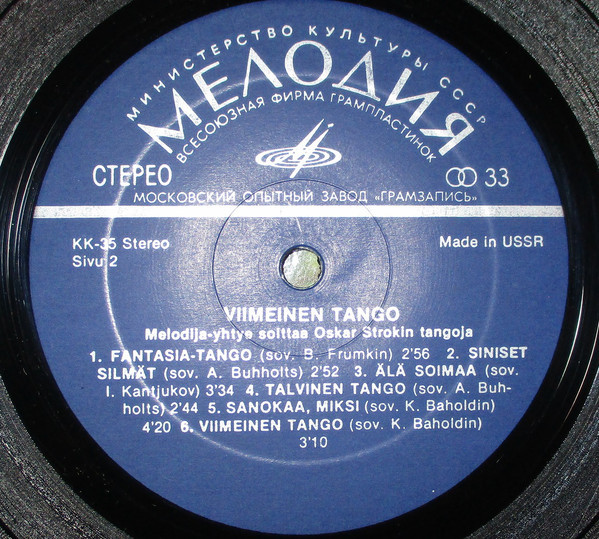 МИНИСТЕРСТВО КУЛЬТУРЫ СССР
МЕЛОДИЯ
ВСЕСОЮЗНАЯ ФИРМА ГРАМПЛАСТИНОК
СТЕРЕО
33
МОСКОВСКИЙ ОПЫТНЫЙ ЗАВОД «ГРАМЗАПИСЬ»
KK-35 Stereo
Sivu 2
Made in USSR
VIIMEINEN TANGO
Melodija-yhtye soittaa Oskar Strokin tangoja
1. FANTASIA-TANGO (sov. B. Frumkin) 2'56 2. SINISET
SILMÄT (sov. A. Buhholts) 2'52 3. ÄLÄ SOIMAA (sov.
I. Kantjukov) 3'34 4. TALVINEN TANGO (sov. A. Buh-
holts) 2'44 5. SANOKAA, MIKSI (sov. K. Baholdin)
4'20 6. VIIMEINEN TANGO (sov. K. Baholdin)
3'10